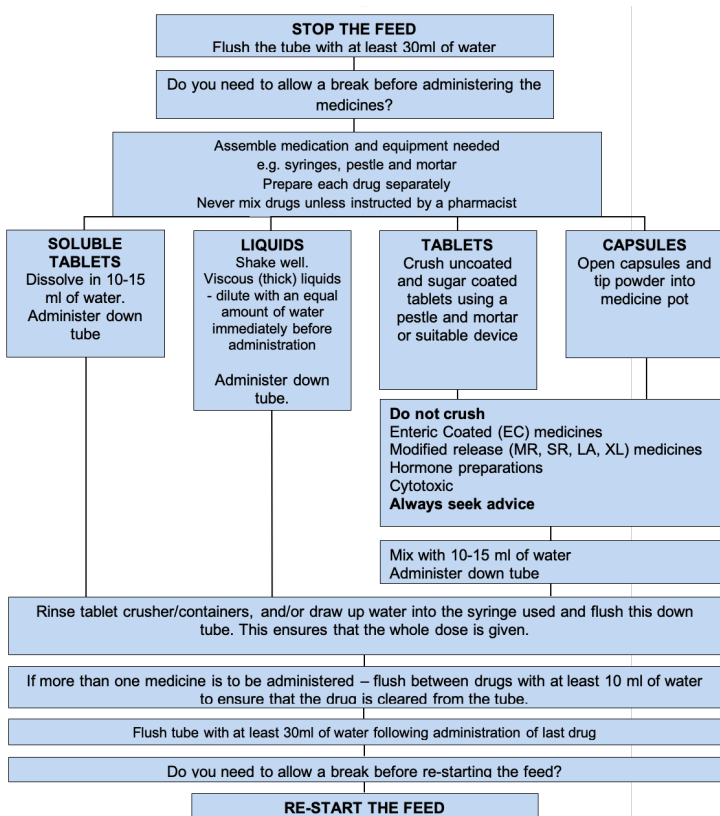 STOP THE FEED
Flush the tube with at least 30ml of water
Do you need to allow a break before administering the
medicines?
Assemble medication and equipment needed
e.g. syringes, pestle and mortar
Prepare each drug separately
Never mix drugs unless instructed by a pharmacist
SOLUBLE
TABLETS
Dissolve in 10-15
ml of water.
Administer down
tube
LIQUIDS
Shake well.
Viscous (thick) liquids
- dilute with an equal
amount of water
immediately before
administration
Administer down
tube.
TABLETS
Crush uncoated
and sugar coated
tablets using a
pestle and mortar
or suitable device
CAPSULES
Open capsules and
tip powder into
medicine pot
Do not crush
Enteric Coated (EC) medicines
Modified release (MR, SR, LA, XL) medicines
Hormone preparations
Cytotoxic
Always seek advice
Mix with 10-15 ml of water
Administer down tube
Rinse tablet crusher/containers, and/or draw up water into the syringe used and flush this down
tube. This ensures that the whole dose is given.
If more than one medicine is to be administered – flush between drugs with at least 10 ml of water
to ensure that the drug is cleared from the tube.
Flush tube with at least 30ml of water following administration of last drug
Do you need to allow a break before re-starting the feed?
RE-START THE FEED